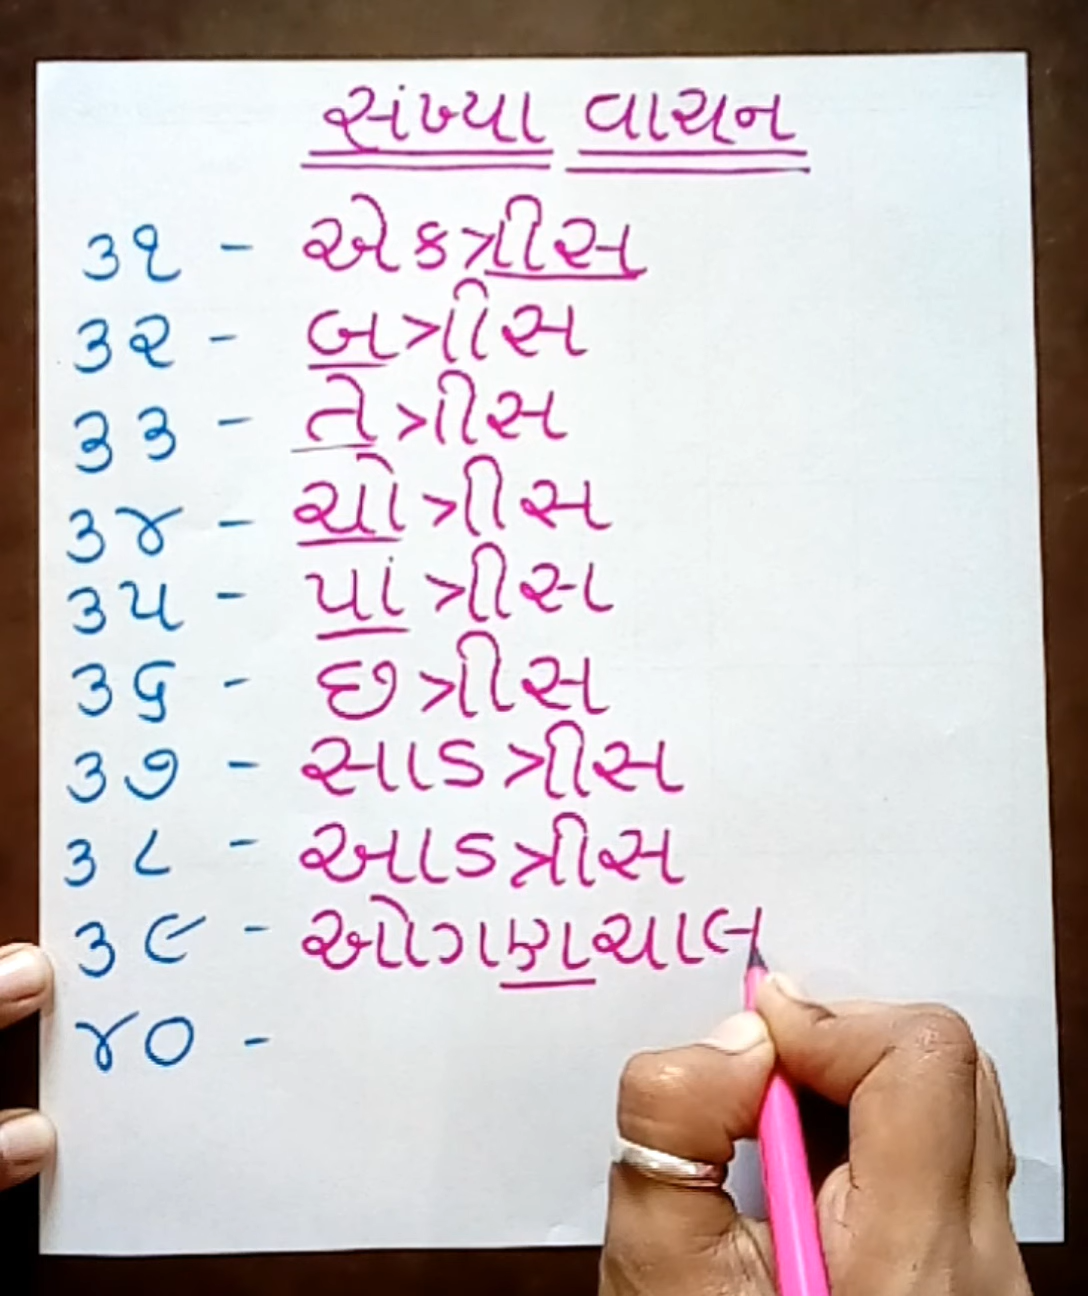 સંખ્યા વાચન
૩૧ - એકત્રીસ
૩૨ - બત્રીસ
૩૩ - તેત્રીસ
૩૪ - ચોત્રીસ
૩૫ - પાંત્રીસ
૩૬ - છત્રીસ
૩૭ - સાડત્રીસ
૩૮ - આડત્રીસ
૩૯ - ઓગણચાલ
૪૦ -